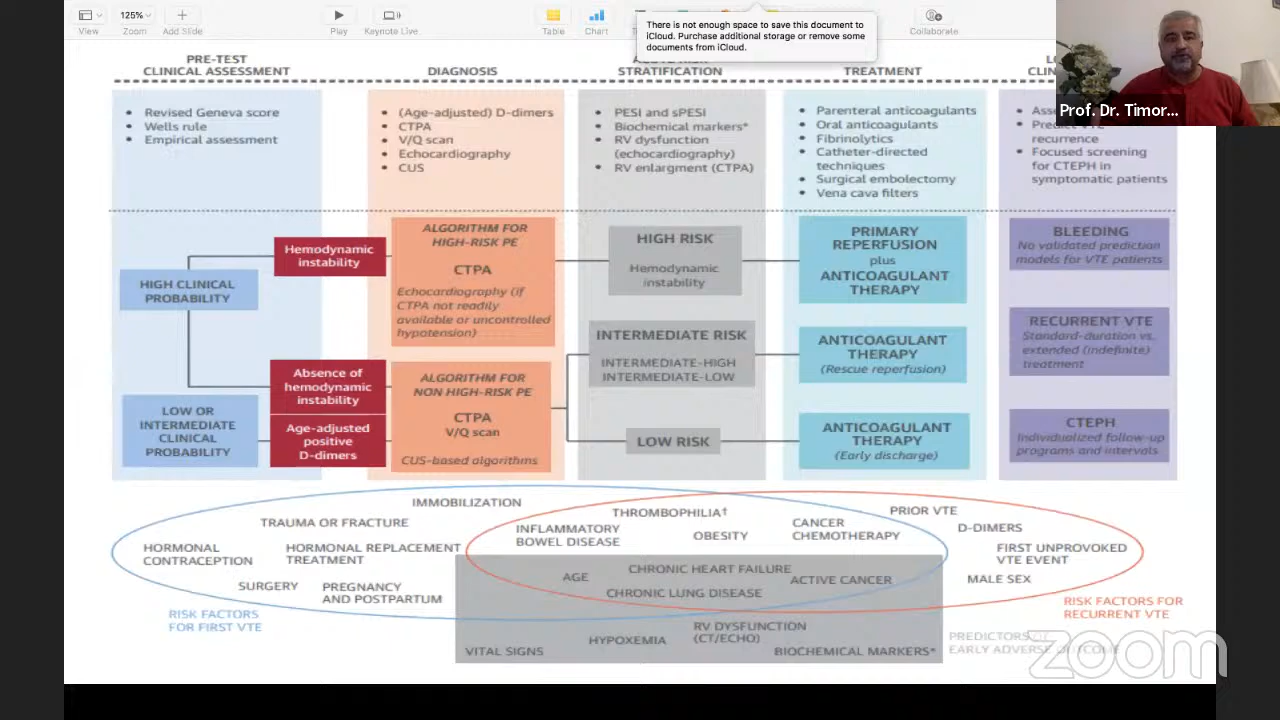 View
125%
Zoom
Add Slide
Play
Keynote Live
Table
Chart
Collaborate
There is not enough space to save this document to
iCloud. Purchase additional storage or remove some
documents from iCloud.
Prof. Dr. Timor...
PRE-TEST
CLINICAL ASSESSMENT
DIAGNOSIS
STRATIFICATION
TREATMENT
• Revised Geneva score
• Wells rule
• Empirical assessment
• (Age-adjusted) D-dimers
• CTPA
• V/Q scan
• Echocardiography
• CUS
• PESI and sPESI
• Biochemical markers*
• RV dysfunction
(echocardiography)
• RV enlargment (CTPA)
• Parenteral anticoagulants
• Oral anticoagulants
• Fibrinolytics
• Catheter-directed
techniques
• Surgical embolectomy
• Vena cava filters
• Predict VTE
recurrence
• Focused screening
for CTEPH in
symptomatic patients
HIGH CLINICAL
PROBABILITY
LOW OR
INTERMEDIATE
CLINICAL
PROBABILITY
Hemodynamic
instability
Absence of
hemodynamic
instability
Age-adjusted
positive
D-dimers
ALGORITHM FOR
HIGH-RISK PE
CTPA
Echocardiography (if
CTPA not readily
available or uncontrolled
hypotension)
ALGORITHM FOR
NON HIGH-RISK PE
CTPA
V/Q scan
CUS-based algorithms
HIGH RISK
Hemodynamic
instability
INTERMEDIATE RISK
INTERMEDIATE-HIGH
INTERMEDIATE-LOW
LOW RISK
PRIMARY
REPERFUSION
plus
ANTICOAGULANT
THERAPY
ANTICOAGULANT
THERAPY
(Rescue reperfusion)
ANTICOAGULANT
THERAPY
(Early discharge)
BLEEDING
No validated prediction
models for VTE patients
RECURRENT VTE
Standard-duration vs.
extended (indefinite)
treatment
CTEPH
Individualized follow-up
programs and intervals
IMMOBILIZATION
TRAUMA OR FRACTURE
HORMONAL
CONTRACEPTION
HORMONAL REPLACEMENT
TREATMENT
SURGERY
PREGNANCY
AND POSTPARTUM
RISK FACTORS
FOR FIRST VTE
THROMBOPHILIA†
INFLAMMATORY
BOWEL DISEASE
OBESITY
CANCER
CHEMOTHERAPY
CHRONIC HEART FAILURE
AGE
ACTIVE CANCER
CHRONIC LUNG DISEASE
PRIOR VTE
D-DIMERS
FIRST UNPROVOKED
VTE EVENT
MALE SEX
RISK FACTORS FOR
RECURRENT VTE
RV DYSFUNCTION
(CT/ECHO)
HYPOXEMIA
VITAL SIGNS
BIOCHEMICAL MARKERS*
PREDICTORS OF
EARLY ADVERSE OUTCOME
zoom